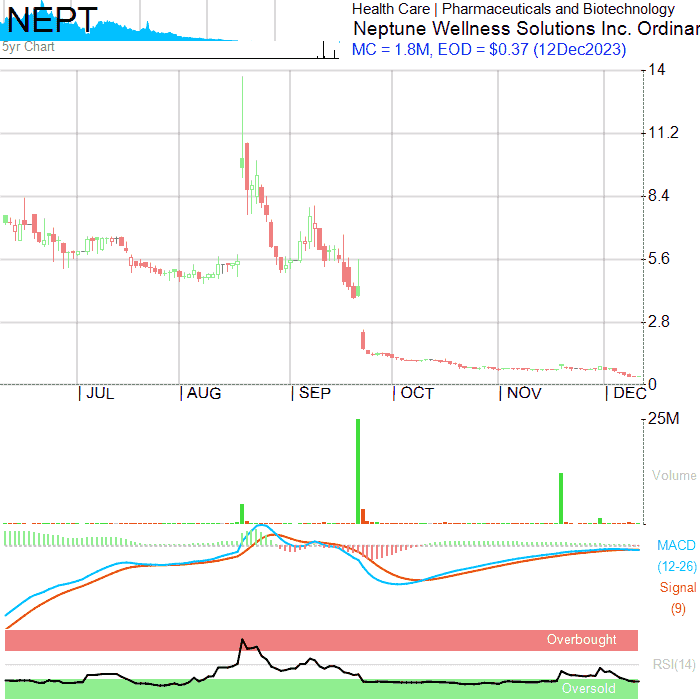 NEPT
5yr Chart
Health Care | Pharmaceuticals and Biotechnology
Neptune Wellness Solutions Inc. Ordinar
MC = 1.8M, EOD = $0.37 (12Dec2023)
14
11.2
8.4
5.6
2.8
0
JUL AUG SEP OCT NOV DEC
25M
Volume
MACD
(12-26)
Signal
(9)
Overbought
RSI(14)
Oversold